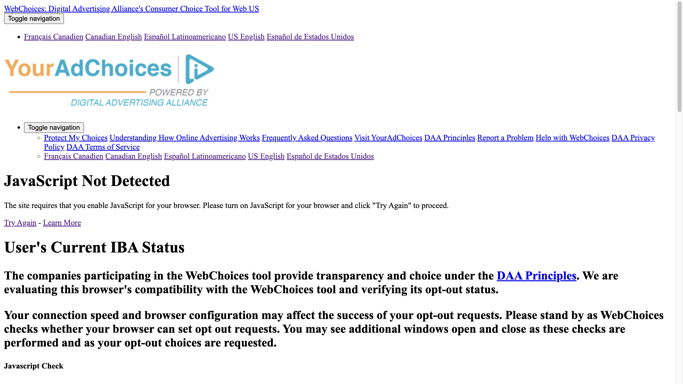 WebChoices: Digital Advertising Alliance's Consumer Choice Tool for Web US
Toggle navigation
Français Canadien Canadian English Español Latinoamericano US English Español de Estados Unidos
YourAdChoices
POWERED BY
DIGITAL ADVERTISING ALLIANCE
Toggle navigation
Protect My Choices Understanding How Online Advertising Works Frequently Asked Questions Visit YourAdChoices DAA Principles Report a Problem Help with WebChoices DAA Privacy
Policy DAA Terms of Service
Français Canadien Canadian English Español Latinoamericano US English Español de Estados Unidos
JavaScript Not Detected
The site requires that you enable JavaScript for your browser. Please turn on JavaScript for your browser and click "Try Again" to proceed.
Try Again - Learn More
User's Current IBA Status
The companies participating in the WebChoices tool provide transparency and choice under the DAA Principles. We are
evaluating this browser's compatibility with the WebChoices tool and verifying its opt-out status.
Your connection speed and browser configuration may affect the success of your opt-out requests. Please stand by as WebChoices
checks whether your browser can set opt out requests. You may see additional windows open and close as these checks are
performed and as your opt-out choices are requested.
Javascript Check